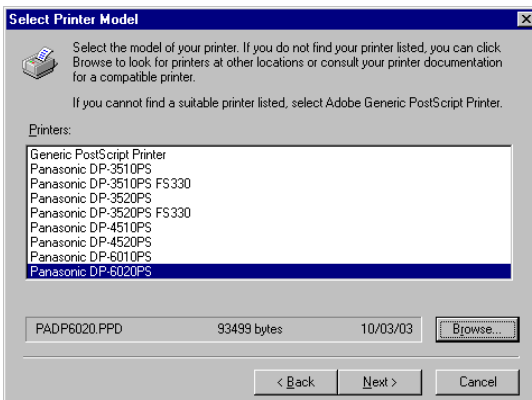 Select Printer Model
Select the model of your printer. If you do not find your printer listed, you can click
Browse to look for printers at other locations or consult your printer documentation
for a compatible printer.
If you cannot find a suitable printer listed, select Adobe Generic PostScript Printer.
Printers:
Generic PostScript Printer
Panasonic DP-3510PS
Panasonic DP-3510PS FS330
Panasonic DP-3520PS
Panasonic DP-3520PS FS330
Panasonic DP-4510PS
Panasonic DP-4520PS
Panasonic DP-6010PS
Panasonic DP-6020PS
PADP6020.PPD 93499 bytes 10/03/03 Browse...
< Back Next > Cancel